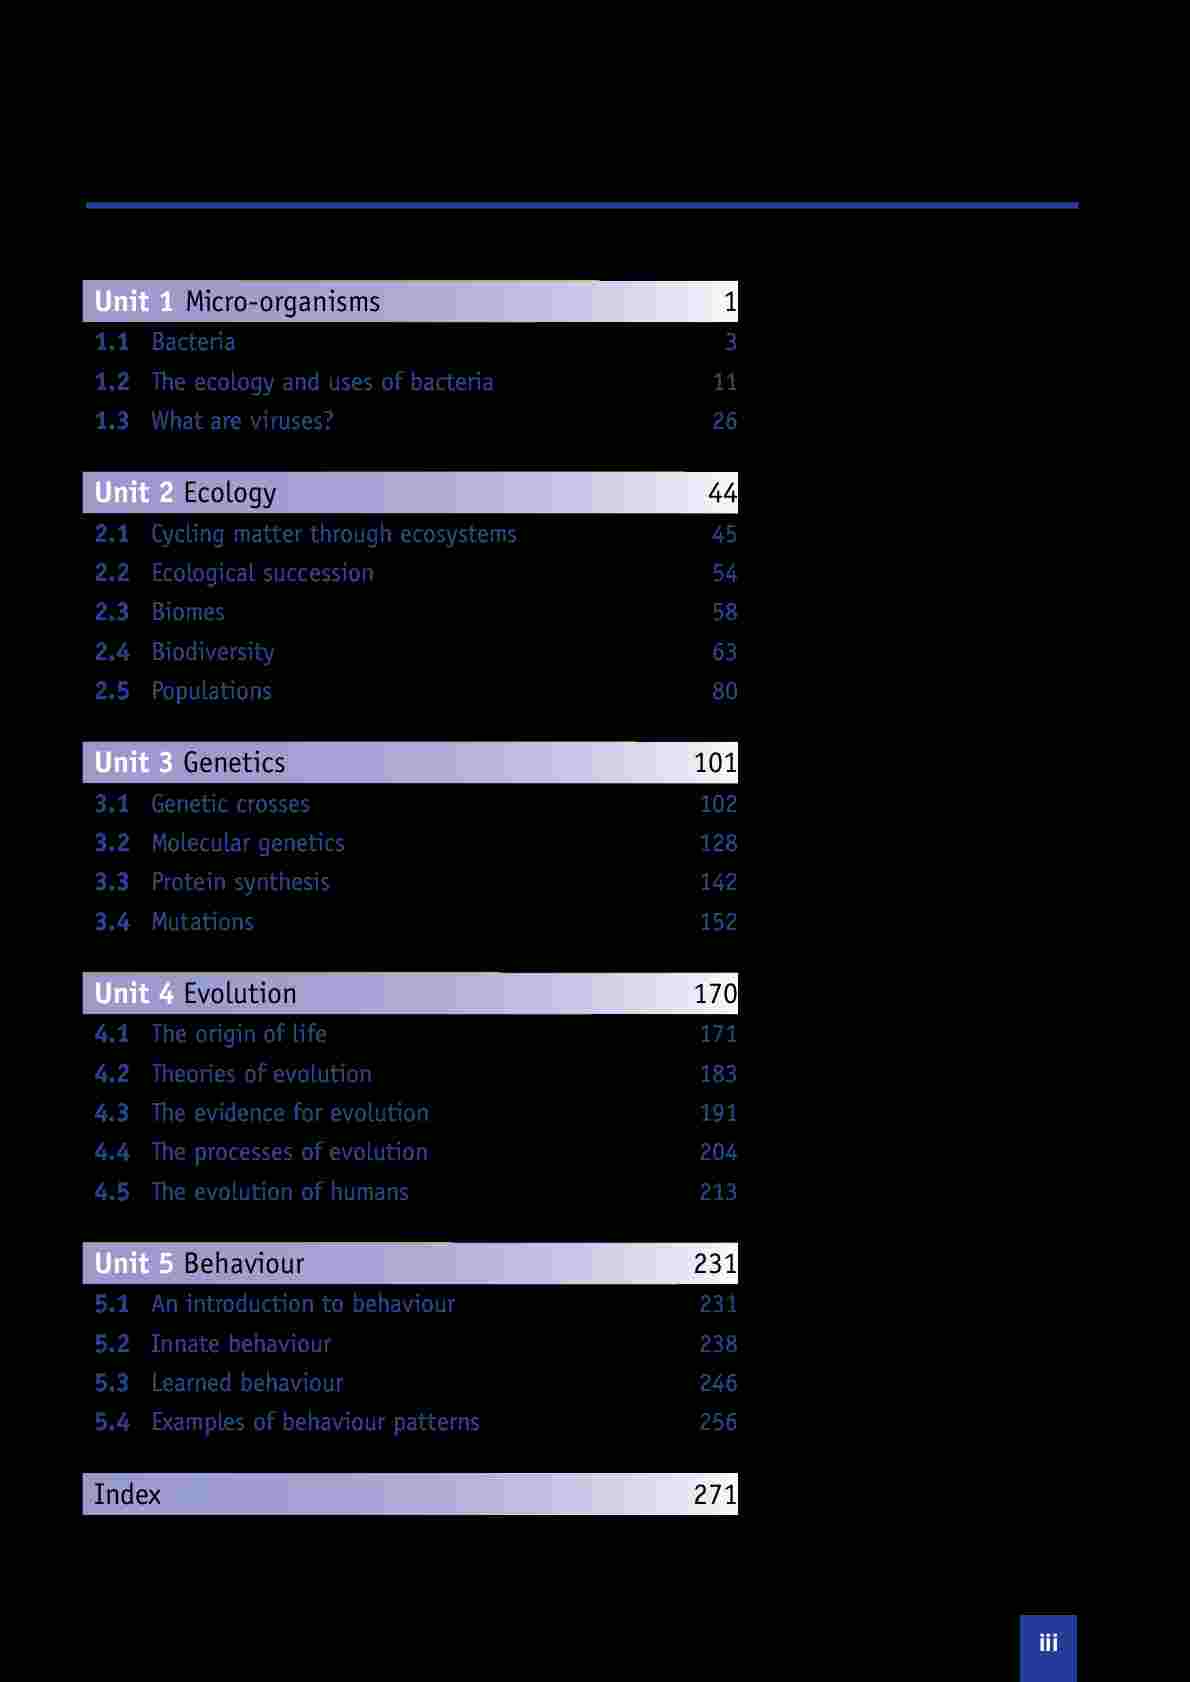 Unit 1 Micro-organisms 1
1.1 Bacteria 3
1.2 The ecology and uses of bacteria 11
1.3 What are viruses? 26
Unit 2 Ecology 44
2.1 Cycling matter through ecosystems 45
2.2 Ecological succession 54
2.3 Biomes 58
2.4 Biodiversity 63
2.5 Populations 80
Unit 3 Genetics 101
3.1 Genetic crosses 102
3.2 Molecular genetics 128
3.3 Protein synthesis 142
3.4 Mutations 152
Unit 4 Evolution 170
4.1 The origin of life 171
4.2 Theories of evolution 183
4.3 The evidence for evolution 191
4.4 The processes of evolution 204
4.5 The evolution of humans 213
Unit 5 Behaviour 231
5.1 An introduction to behaviour 231
5.2 Innate behaviour 238
5.3 Learned behaviour 246
5.4 Examples of behaviour patterns 256
Index 271
iii